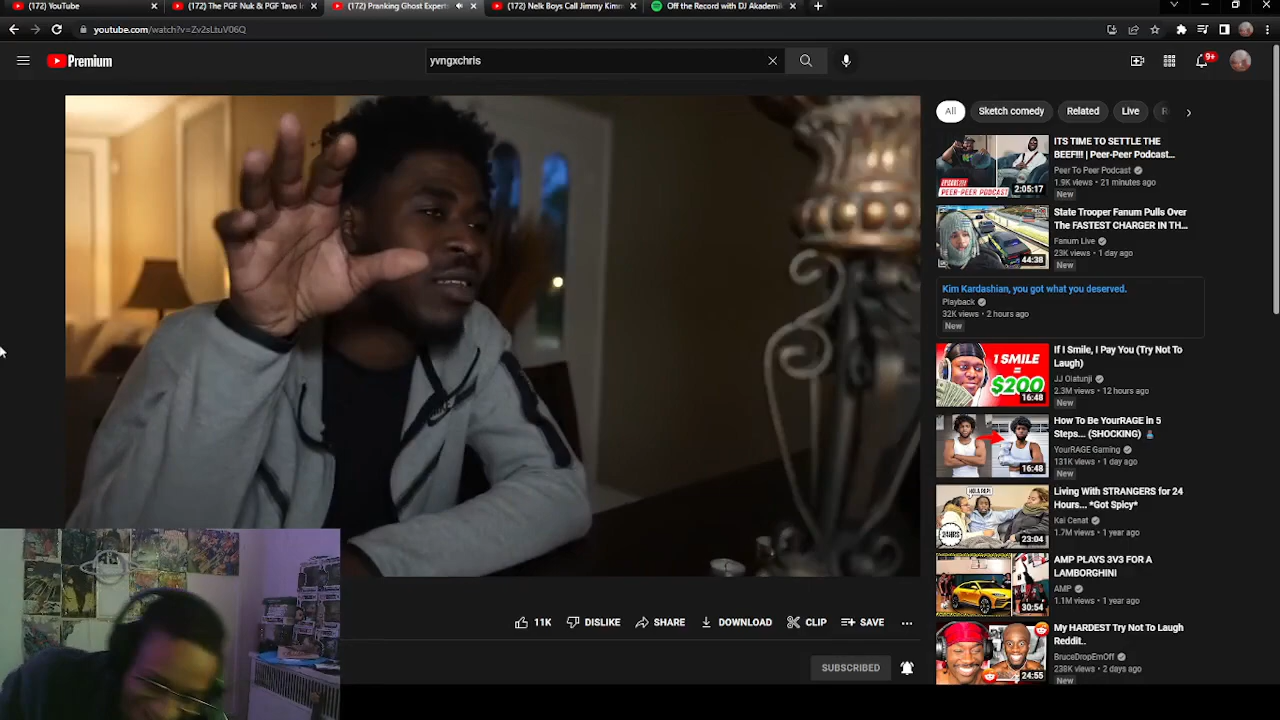 (172) YouTube
(172) The PGF Nuk & PGF Tavo I
(172) Pranking Ghost Expert
(172) Nelk Boys Call Jimmy Kimm
Off the Record with DJ Akademi
youtube.com/watch?v=Zv2sLtuV06Q
Premium
yvngxchris
9+
All
Sketch comedy
Related
Live
ITS TIME TO SETTLE THE
BEEF!!! | Peer-Peer Podcast...
Peer To Peer Podcast
1.9K views • 21 minutes ago
New
PEER-PEER PODCAST
2:05:17
State Trooper Fanum Pulls Over
The FASTEST CHARGER IN TH...
Fanum Live
23K views • 1 day ago
New
44:38
Kim Kardashian, you got what you deserved.
Playback
32K views • 2 hours ago
New
If I Smile, I Pay You (Try Not To
Laugh)
JJ Olatunji
2.3M views • 12 hours ago
New
1 SMILE
=
$200
16:48
How To Be YourRAGE in 5
Steps... (SHOCKING)
YourRAGE Gaming
131K views • 1 day ago
New
16:48
Living With STRANGERS for 24
Hours... *Got Spicy*
Kai Cenat
1.7M views • 1 year ago
24HRS
23:04
AMP PLAYS 3V3 FOR A
LAMBORGHINI
AMP
1.1M views • 1 year ago
30:54
My HARDEST Try Not To Laugh
Reddit..
BruceDropEmOff
238K views • 2 days ago
New
24:55
11K
DISLIKE
SHARE
DOWNLOAD
CLIP
SAVE
SUBSCRIBED